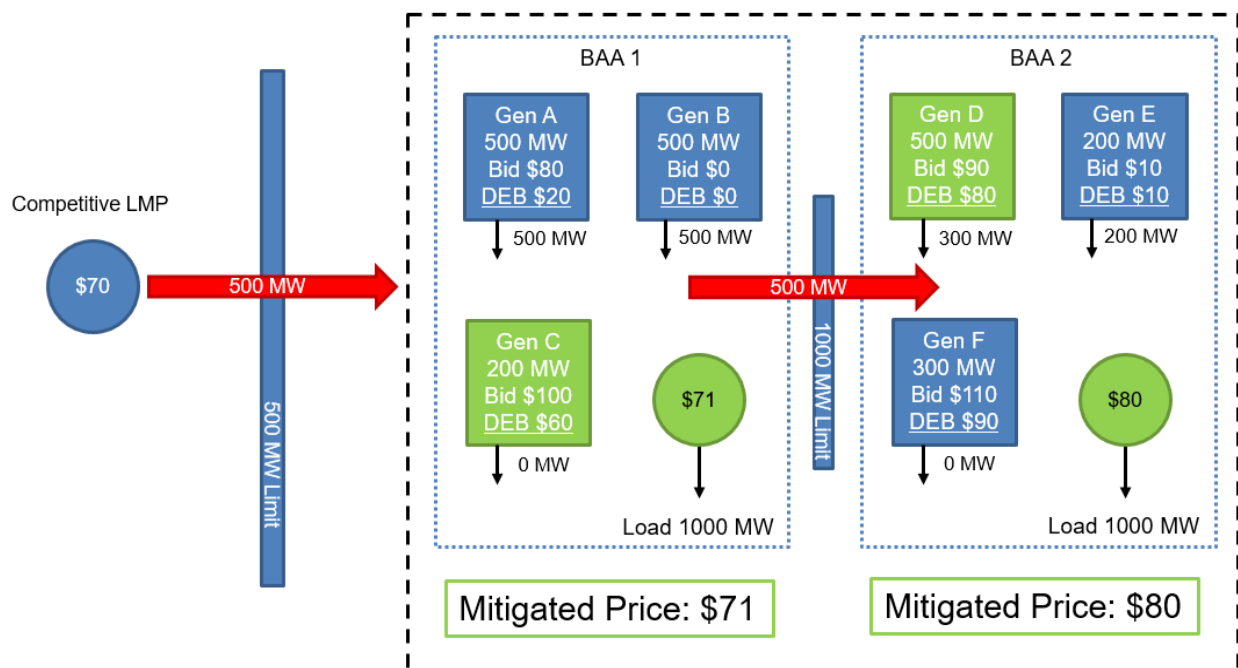 Competitive LMP
$70
500 MW
500 MW Limit
BAA 1
Gen A
500 MW
Bid $80
DEB $20
500 MW
Gen B
500 MW
Bid $0
DEB $0
500 MW
Gen C
200 MW
Bid $100
DEB $60
0 MW
$71
Load 1000 MW
500 MW
1000 MW Limit
BAA 2
Gen D
500 MW
Bid $90
DEB $80
300 MW
Gen E
200 MW
Bid $10
DEB $10
200 MW
Gen F
300 MW
Bid $110
DEB $90
0 MW
$80
Load 1000 MW
Mitigated Price: $71
Mitigated Price: $80